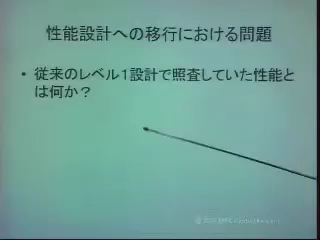 性能設計への移行における問題
• 従来のレベル1設計で照査していた性能と
は何か？